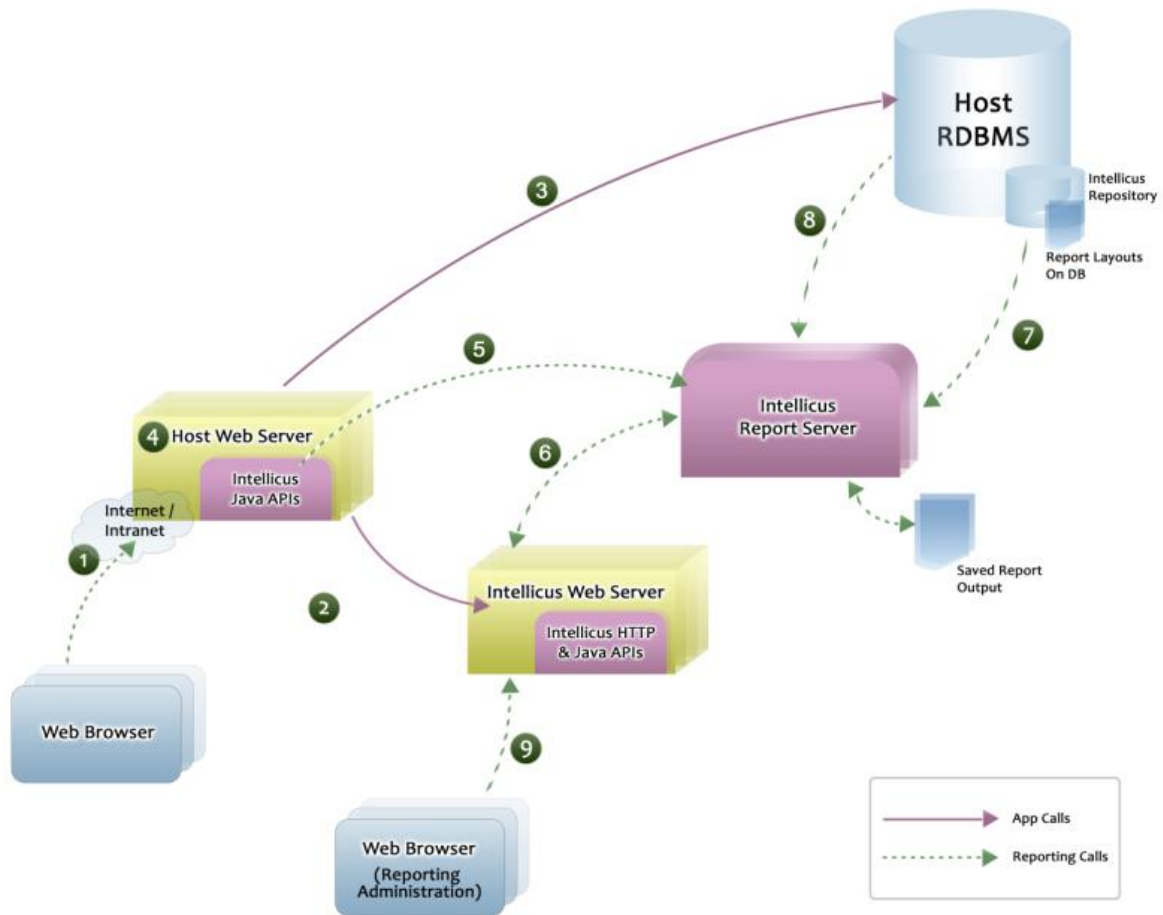 Host
RDBMS
Intellicus
Repository
3
8
Report Layouts
On DB
7
5
Intellicus
Report Server
4
Host Web Server
Intellicus
Java APIs
6
Internet /
Intranet
1
Saved Report
Output
Intellicus Web Server
2
Intellicus HTTP
& Java APIs
Web Browser
9
Web Browser
(Reporting
Administration)
App Calls
Reporting Calls